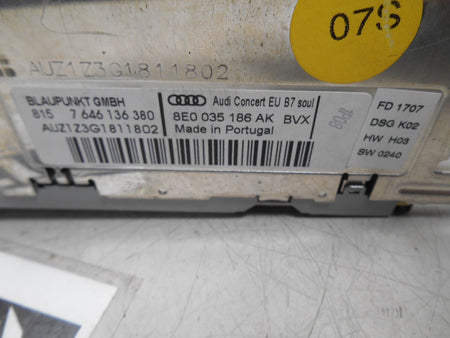 07S
AUZ1Z3G1811802
BLAUPUNKT GMBH
815 7 646 136 380
AUZ1Z3G1811802
Audi Concert EU B7 soul
8E0 035 186 AK BVX
Made in Portugal
FD 1707
DSG K02
HW H03
SW 0240